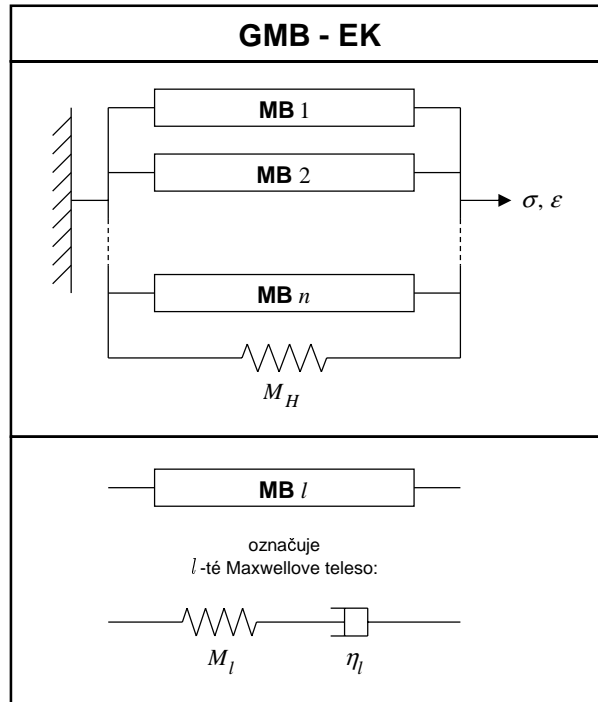 GMB - EK
MB 1
MB 2
σ, ε
MB n
M_H
MB l
označuje
l -té Maxwellove teleso:
M_l
η_l